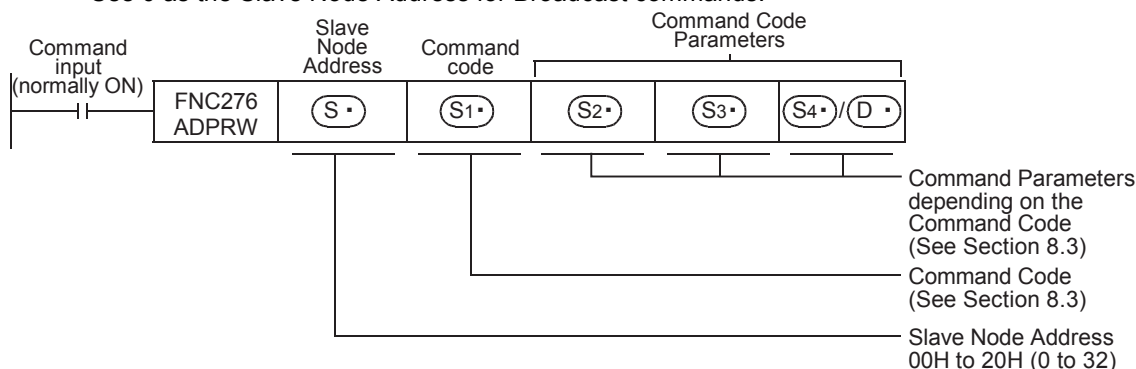 Use 0 as the Slave Node Address for Broadcast commands.
Command
input
(normally ON)
Slave
Node
Address
Command
code
Command Code
Parameters
FNC276
ADPRW
S・
S1・
S2・
S3・
S4・/D・
Command Parameters
depending on the
Command Code
(See Section 8.3)
Command Code
(See Section 8.3)
Slave Node Address
00H to 20H (0 to 32)